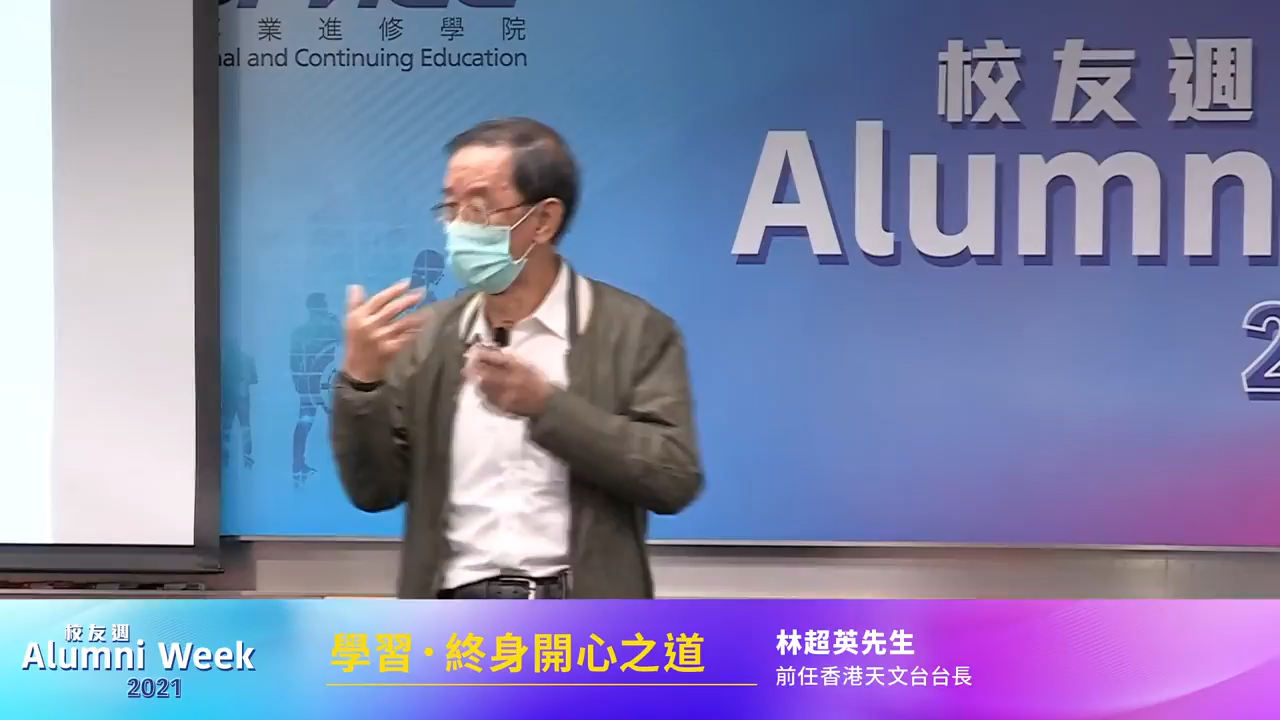 業進修學院
and Continuing Education
校友週
Alumn
2
校友週
Alumni Week
2021
學習·終身開心之道
林超英先生
前任香港天文台台長